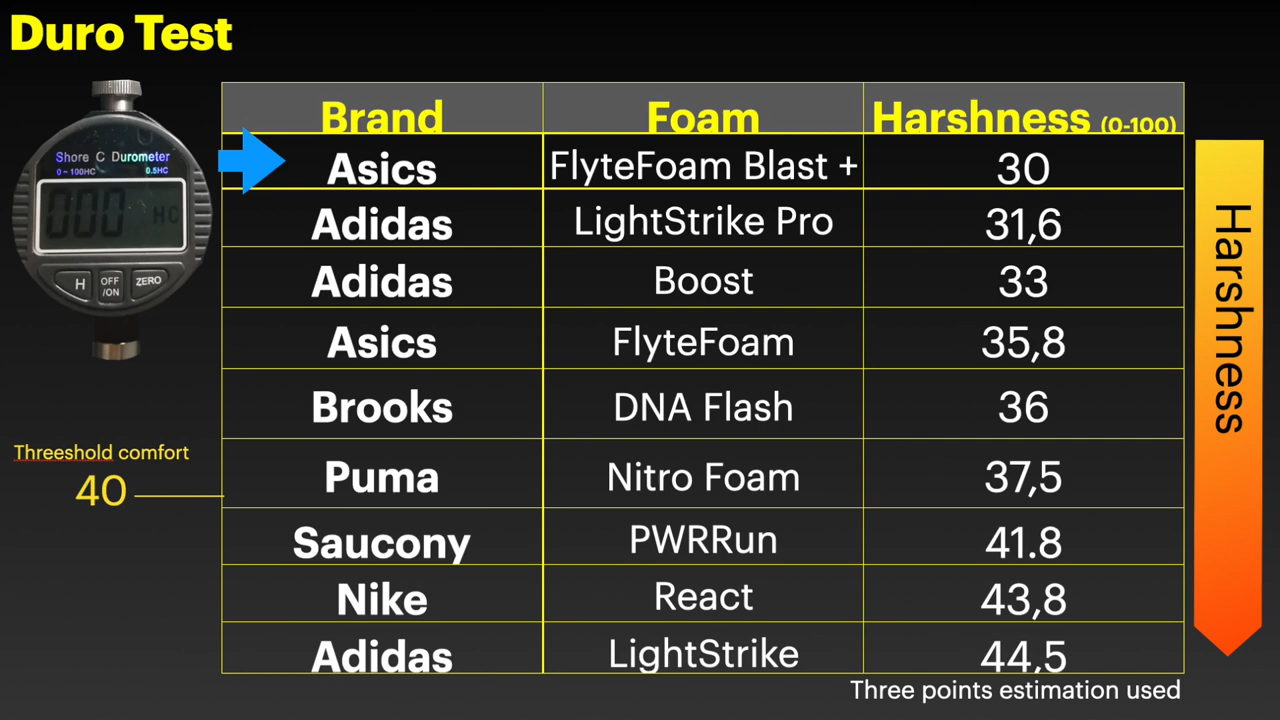 Duro Test
Shore C Durometer
0~100HC 0.5HC
000 HC
H OFF/ON ZERO
Threeshold comfort
40
Brand Foam Harshness (0-100)
Asics FlyteFoam Blast + 30
Adidas LightStrike Pro 31,6
Adidas Boost 33
Asics FlyteFoam 35,8
Brooks DNA Flash 36
Puma Nitro Foam 37,5
Saucony PWRRun 41.8
Nike React 43,8
Adidas LightStrike 44,5
Harshness
Three points estimation used